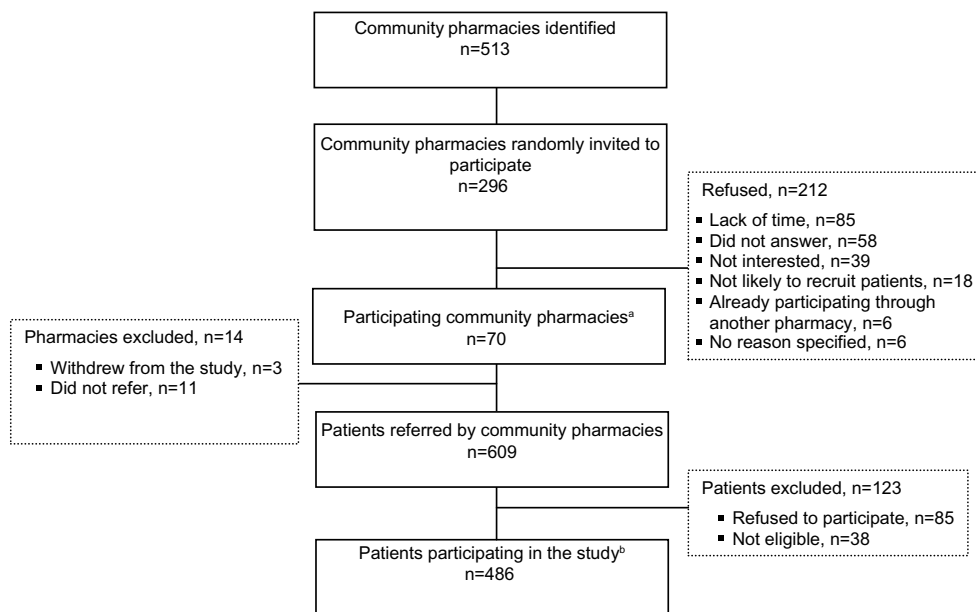 Community pharmacies identified
n=513
Community pharmacies randomly invited to
participate
n=296
Refused, n=212
▪ Lack of time, n=85
▪ Did not answer, n=58
▪ Not interested, n=39
▪ Not likely to recruit patients, n=18
▪ Already participating through
another pharmacy, n=6
▪ No reason specified, n=6
Participating community pharmaciesᵃ
n=70
Pharmacies excluded, n=14
▪ Withdrew from the study, n=3
▪ Did not refer, n=11
Patients referred by community pharmacies
n=609
Patients excluded, n=123
▪ Refused to participate, n=85
▪ Not eligible, n=38
Patients participating in the studyᵇ
n=486